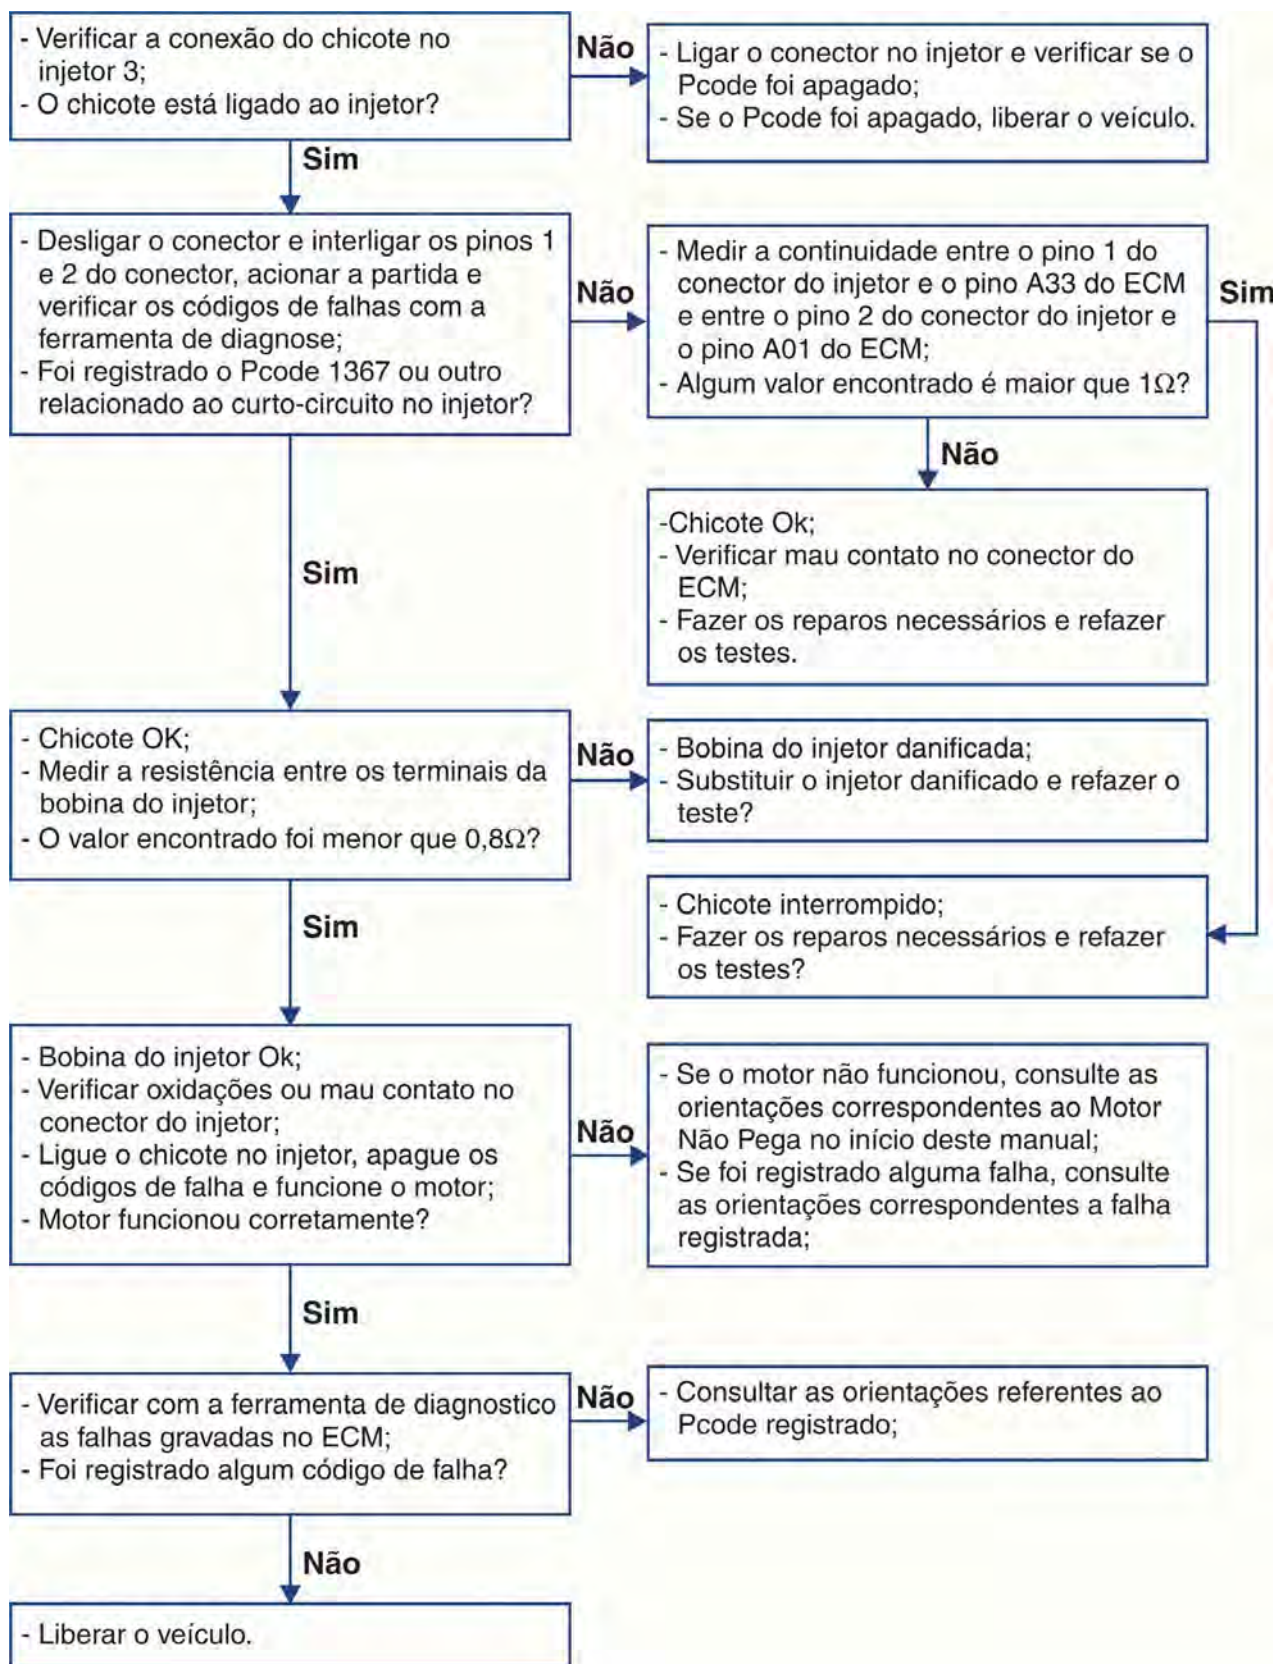 - Verificar a conexão do chicote no
injetor 3;
- O chicote está ligado ao injetor?
Não
- Ligar o conector no injetor e verificar se o
Pcode foi apagado;
- Se o Pcode foi apagado, liberar o veículo.
Sim
- Desligar o conector e interligar os pinos 1
e 2 do conector, acionar a partida e
verificar os códigos de falhas com a
ferramenta de diagnose;
- Foi registrado o Pcode 1367 ou outro
relacionado ao curto-circuito no injetor?
Não
- Medir a continuidade entre o pino 1 do
conector do injetor e o pino A33 do ECM
e entre o pino 2 do conector do injetor e
o pino A01 do ECM;
- Algum valor encontrado é maior que 1Ω?
Sim
Não
-Chicote Ok;
- Verificar mau contato no conector do
ECM;
- Fazer os reparos necessários e refazer
os testes.
Sim
- Chicote OK;
- Medir a resistência entre os terminais da
bobina do injetor;
- O valor encontrado foi menor que 0,8Ω?
Não
- Bobina do injetor danificada;
- Substituir o injetor danificado e refazer o
teste?
- Chicote interrompido;
- Fazer os reparos necessários e refazer
os testes?
Sim
- Bobina do injetor Ok;
- Verificar oxidações ou mau contato no
conector do injetor;
- Ligue o chicote no injetor, apague os
códigos de falha e funcione o motor;
- Motor funcionou corretamente?
Não
- Se o motor não funcionou, consulte as
orientações correspondentes ao Motor
Não Pega no início deste manual;
- Se foi registrado alguma falha, consulte
as orientações correspondentes a falha
registrada;
Sim
- Verificar com a ferramenta de diagnostico
as falhas gravadas no ECM;
- Foi registrado algum código de falha?
Não
- Consultar as orientações referentes ao
Pcode registrado;
Não
- Liberar o veículo.